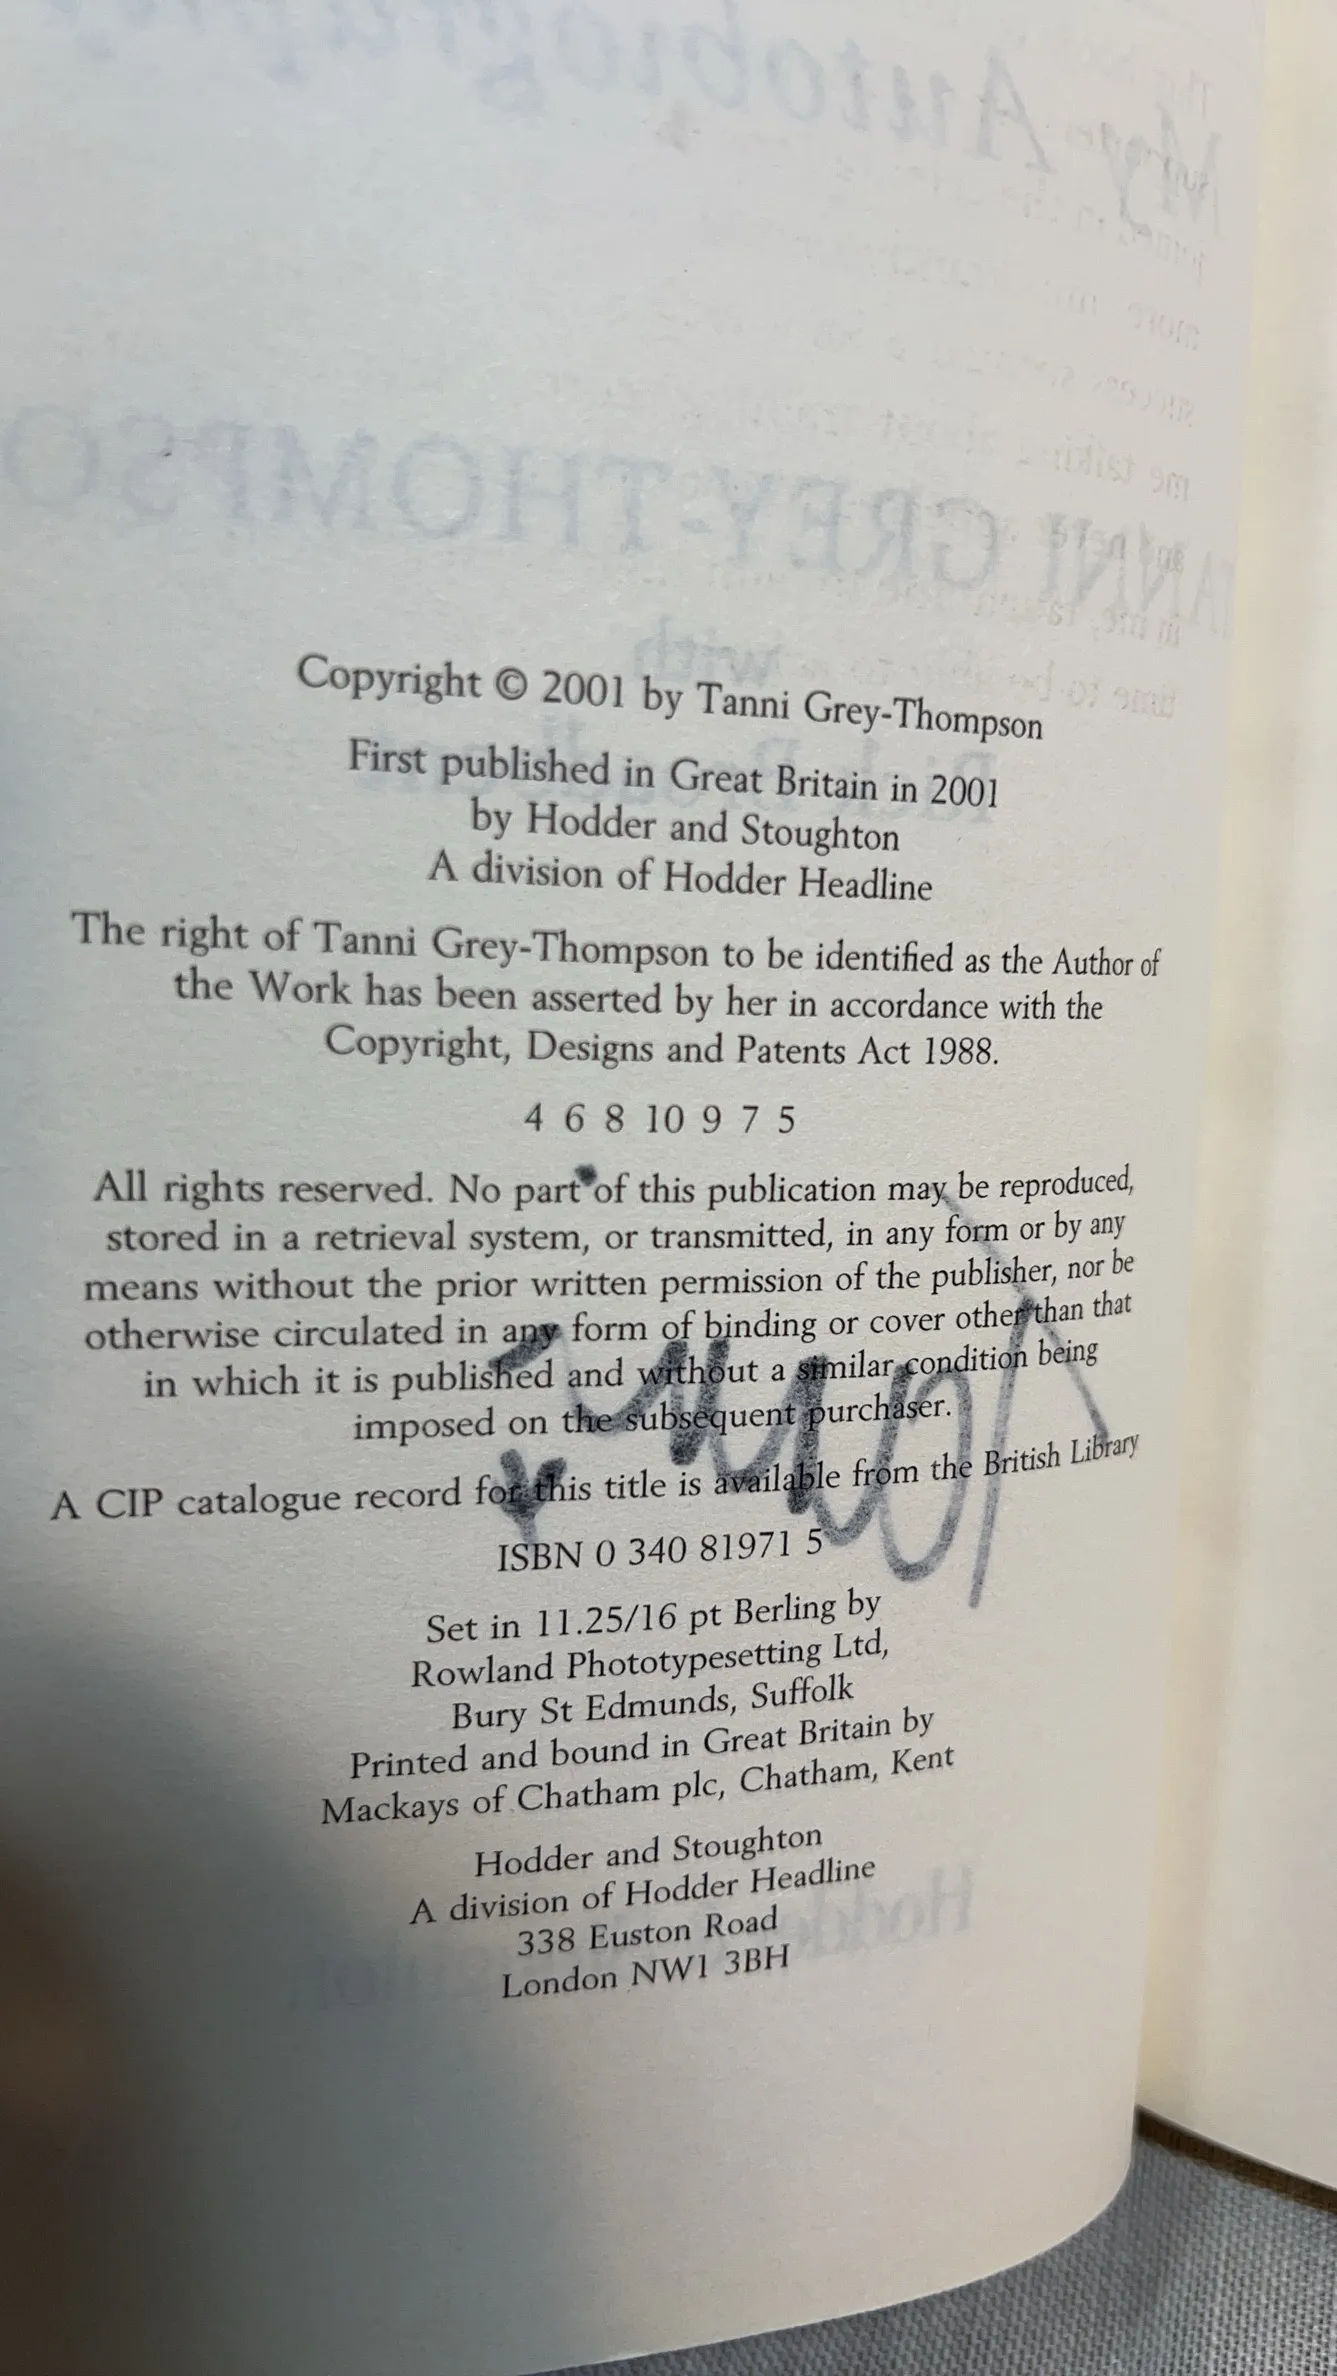 My Autobiography
TANNI GREY-THOMPSO
with
Copyright © 2001 by Tanni Grey-Thompson
First published in Great Britain in 2001
by Hodder and Stoughton
A division of Hodder Headline
The right of Tanni Grey-Thompson to be identified as the Author of
the Work has been asserted by her in accordance with the
Copyright, Designs and Patents Act 1988.
4 6 8 10 9 7 5
All rights reserved. No part of this publication may be reproduced,
stored in a retrieval system, or transmitted, in any form or by any
means without the prior written permission of the publisher, nor be
otherwise circulated in any form of binding or cover other than that
in which it is published and without a similar condition being
imposed on the subsequent purchaser.
A CIP catalogue record for this title is available from the British Library
ISBN 0 340 81971 5
Set in 11.25/16 pt Berling by
Rowland Phototypesetting Ltd,
Bury St Edmunds, Suffolk
Printed and bound in Great Britain by
Mackays of Chatham plc, Chatham, Kent
Hodder and Stoughton
A division of Hodder Headline
338 Euston Road
London NW1 3BH